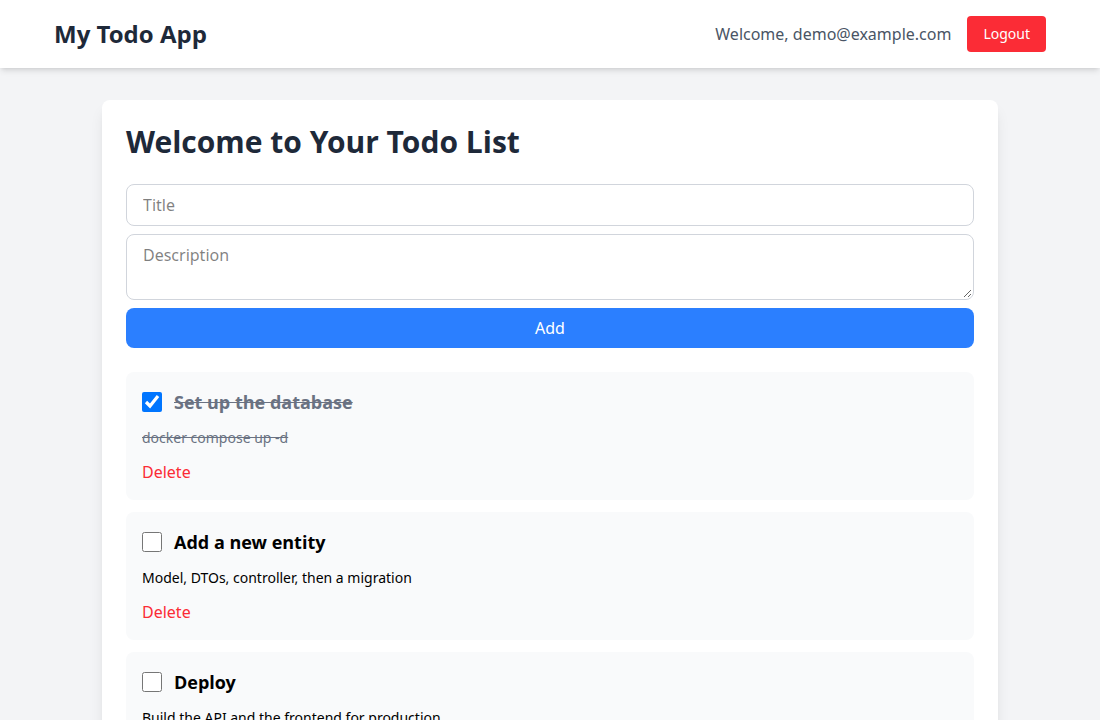 My Todo App
Welcome, demo@example.com
Logout
Welcome to Your Todo List
Title
Description
Add
Set up the database
docker compose up -d
Delete
Add a new entity
Model, DTOs, controller, then a migration
Delete
Deploy
Build the API and the frontend for production